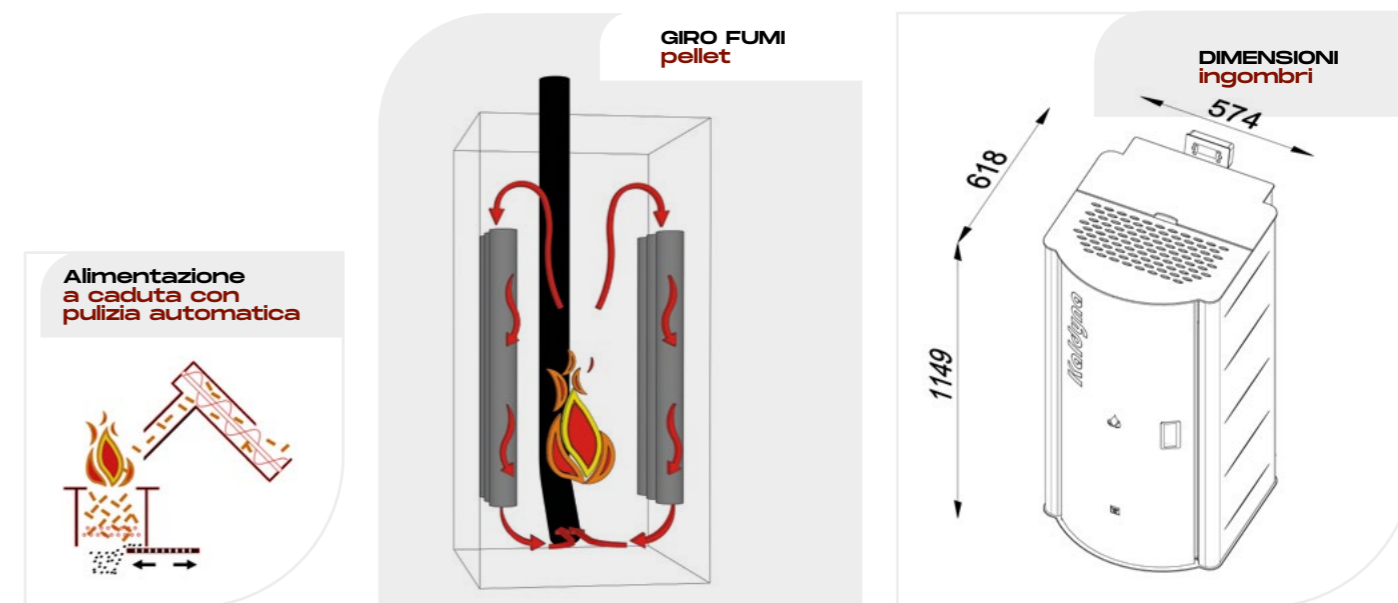 Alimentazione
a caduta con
pulizia automatica
GIRO FUMI
pellet
DIMENSIONI
ingombri
574
618
1149